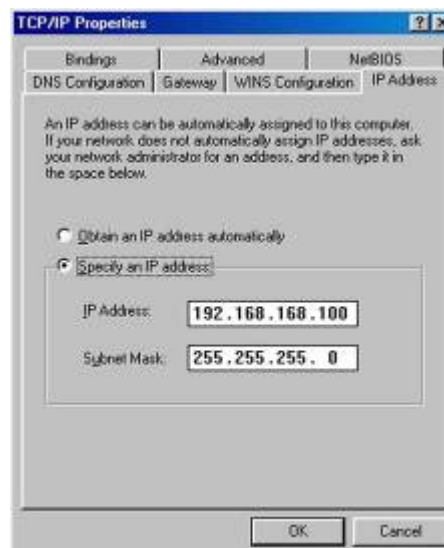 TCP/IP Properties
Bindings Advanced NetBIOS
DNS Configuration Gateway WINS Configuration IP Address
An IP address can be automatically assigned to this computer.
If your network does not automatically assign IP addresses, ask
your network administrator for an address, and then type it in
the space below.
Obtain an IP address automatically
Specify an IP address:
IP Address: 192.168.168.100
Subnet Mask: 255.255.255. 0
OK Cancel